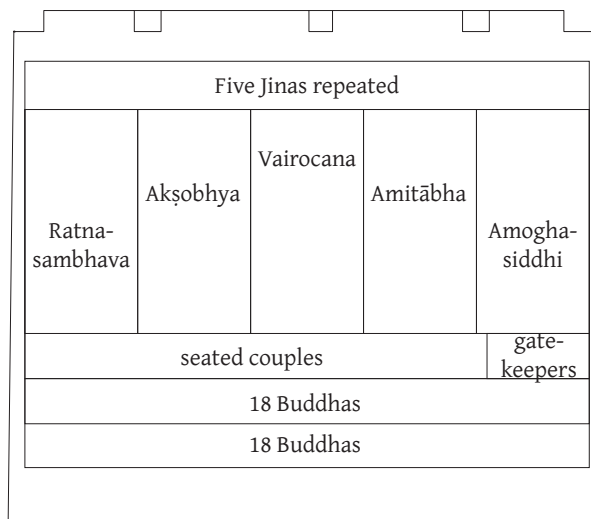 Five Jinas repeated
Vairocana
Akṣobhya
Amitābha
Ratna-
sambhava
Amogha-
siddhi
seated couples
gate-
keepers
18 Buddhas
18 Buddhas